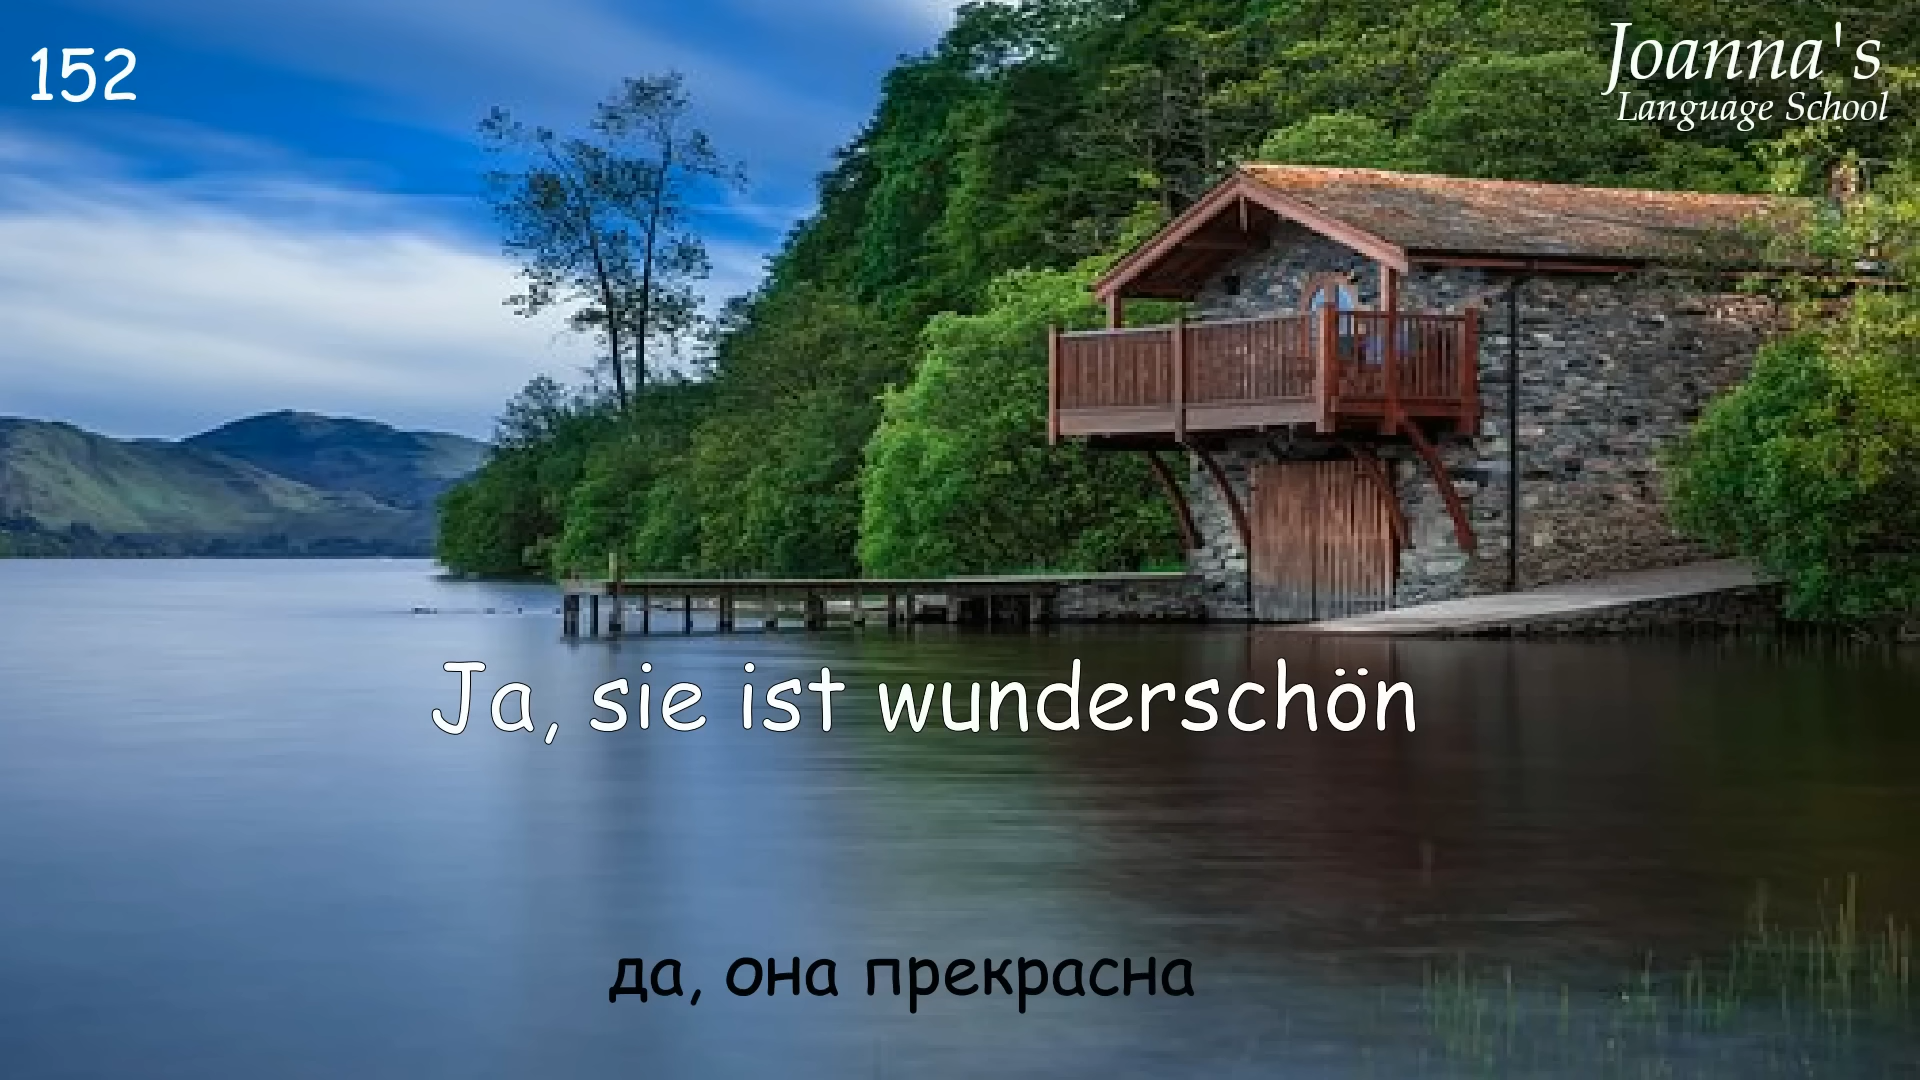 152
Joanna's
Language School
Ja, sie ist wunderschön
да, она прекрасна